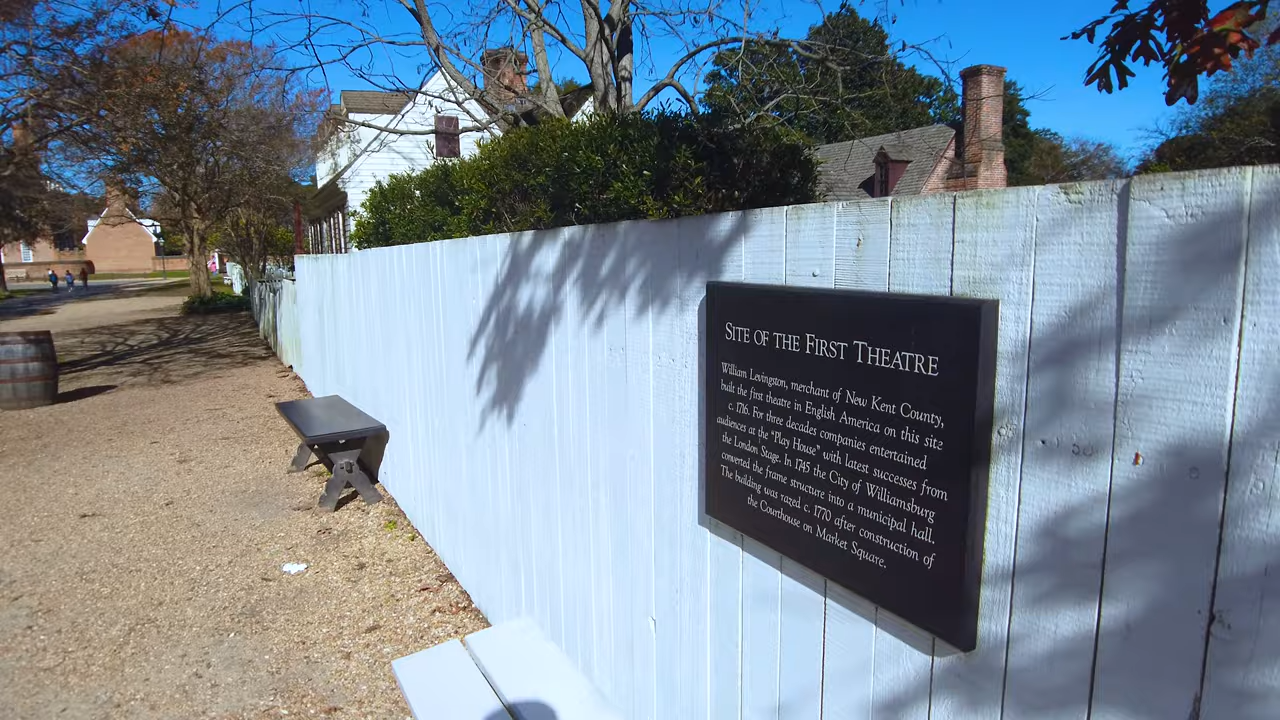 SITE OF THE FIRST THEATRE
William Levingston, merchant of New Kent County,
built the first theatre in English America on this site
c. 1716. For three decades companies entertained
audiences at the "Play House" with latest successes from
the London Stage. In 1745 the City of Williamsburg
converted the frame structure into a municipal hall.
The building was razed c. 1770 after construction of
the Courthouse on Market Square.